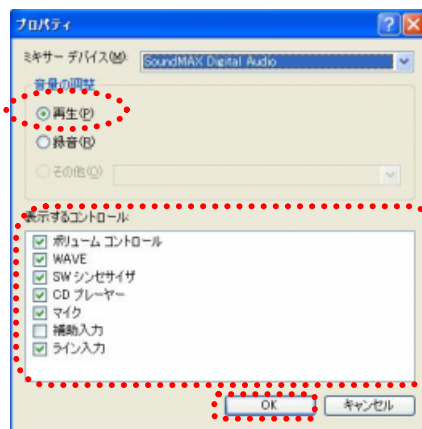 プロパティ
ミキサー デバイス(M): SoundMAX Digital Audio
音量の調整
再生(P)
録音(R)
その他(O)
表示するコントロール:
ボリューム コントロール
WAVE
SW シンセサイザ
CD プレーヤー
マイク
補助入力
ライン入力
OK キャンセル